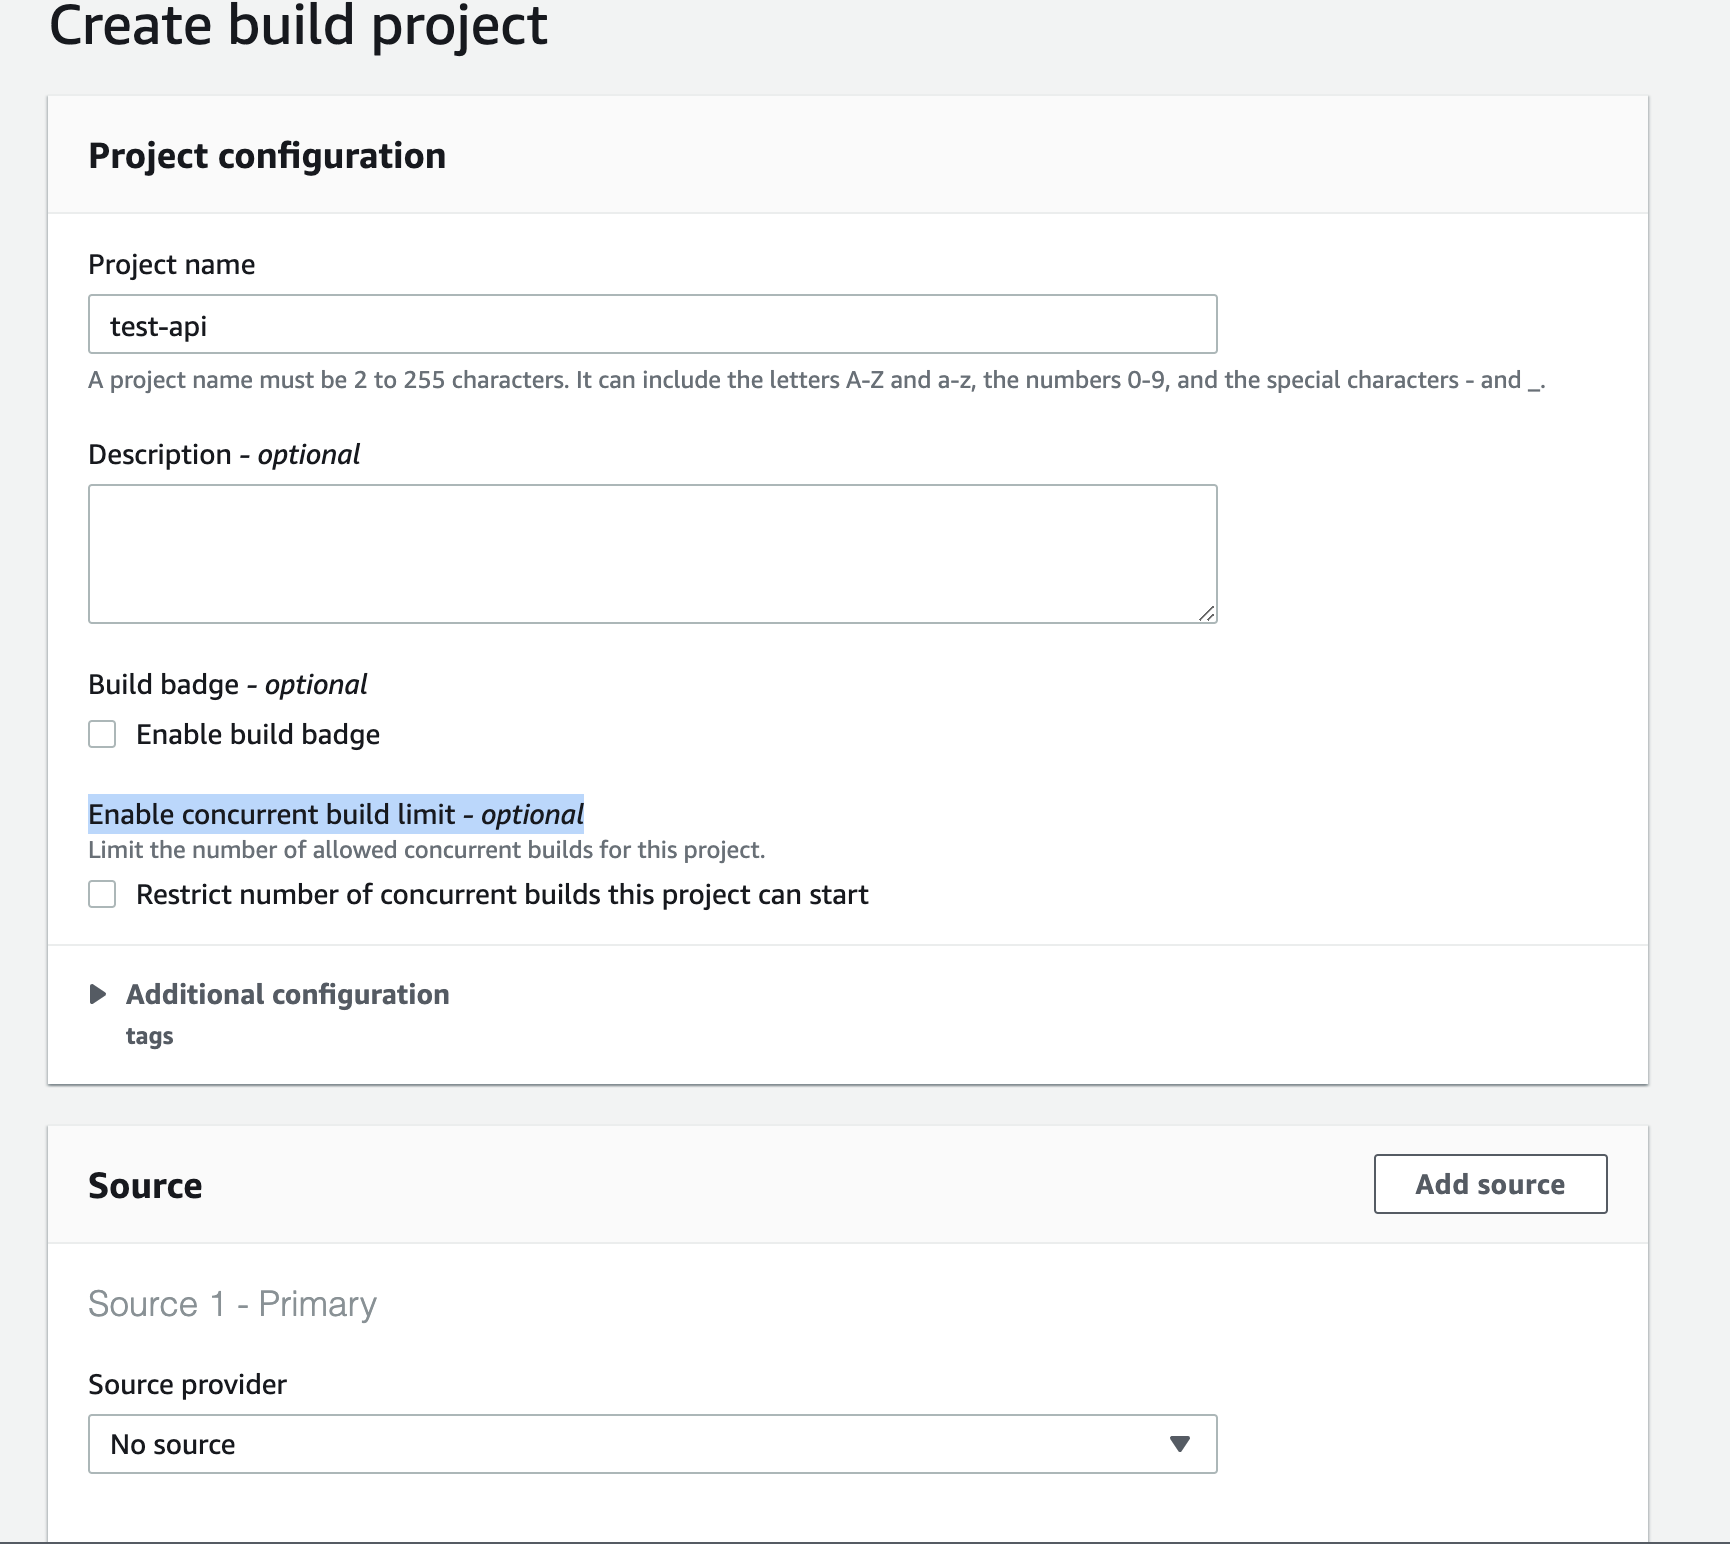 Create build project
Project configuration
Project name
test-api
A project name must be 2 to 255 characters. It can include the letters A-Z and a-z, the numbers 0-9, and the special characters - and _.
Description - optional
Build badge - optional
Enable build badge
Enable concurrent build limit - optional
Limit the number of allowed concurrent builds for this project.
Restrict number of concurrent builds this project can start
Additional configuration
tags
Source
Add source
Source 1 - Primary
Source provider
No source